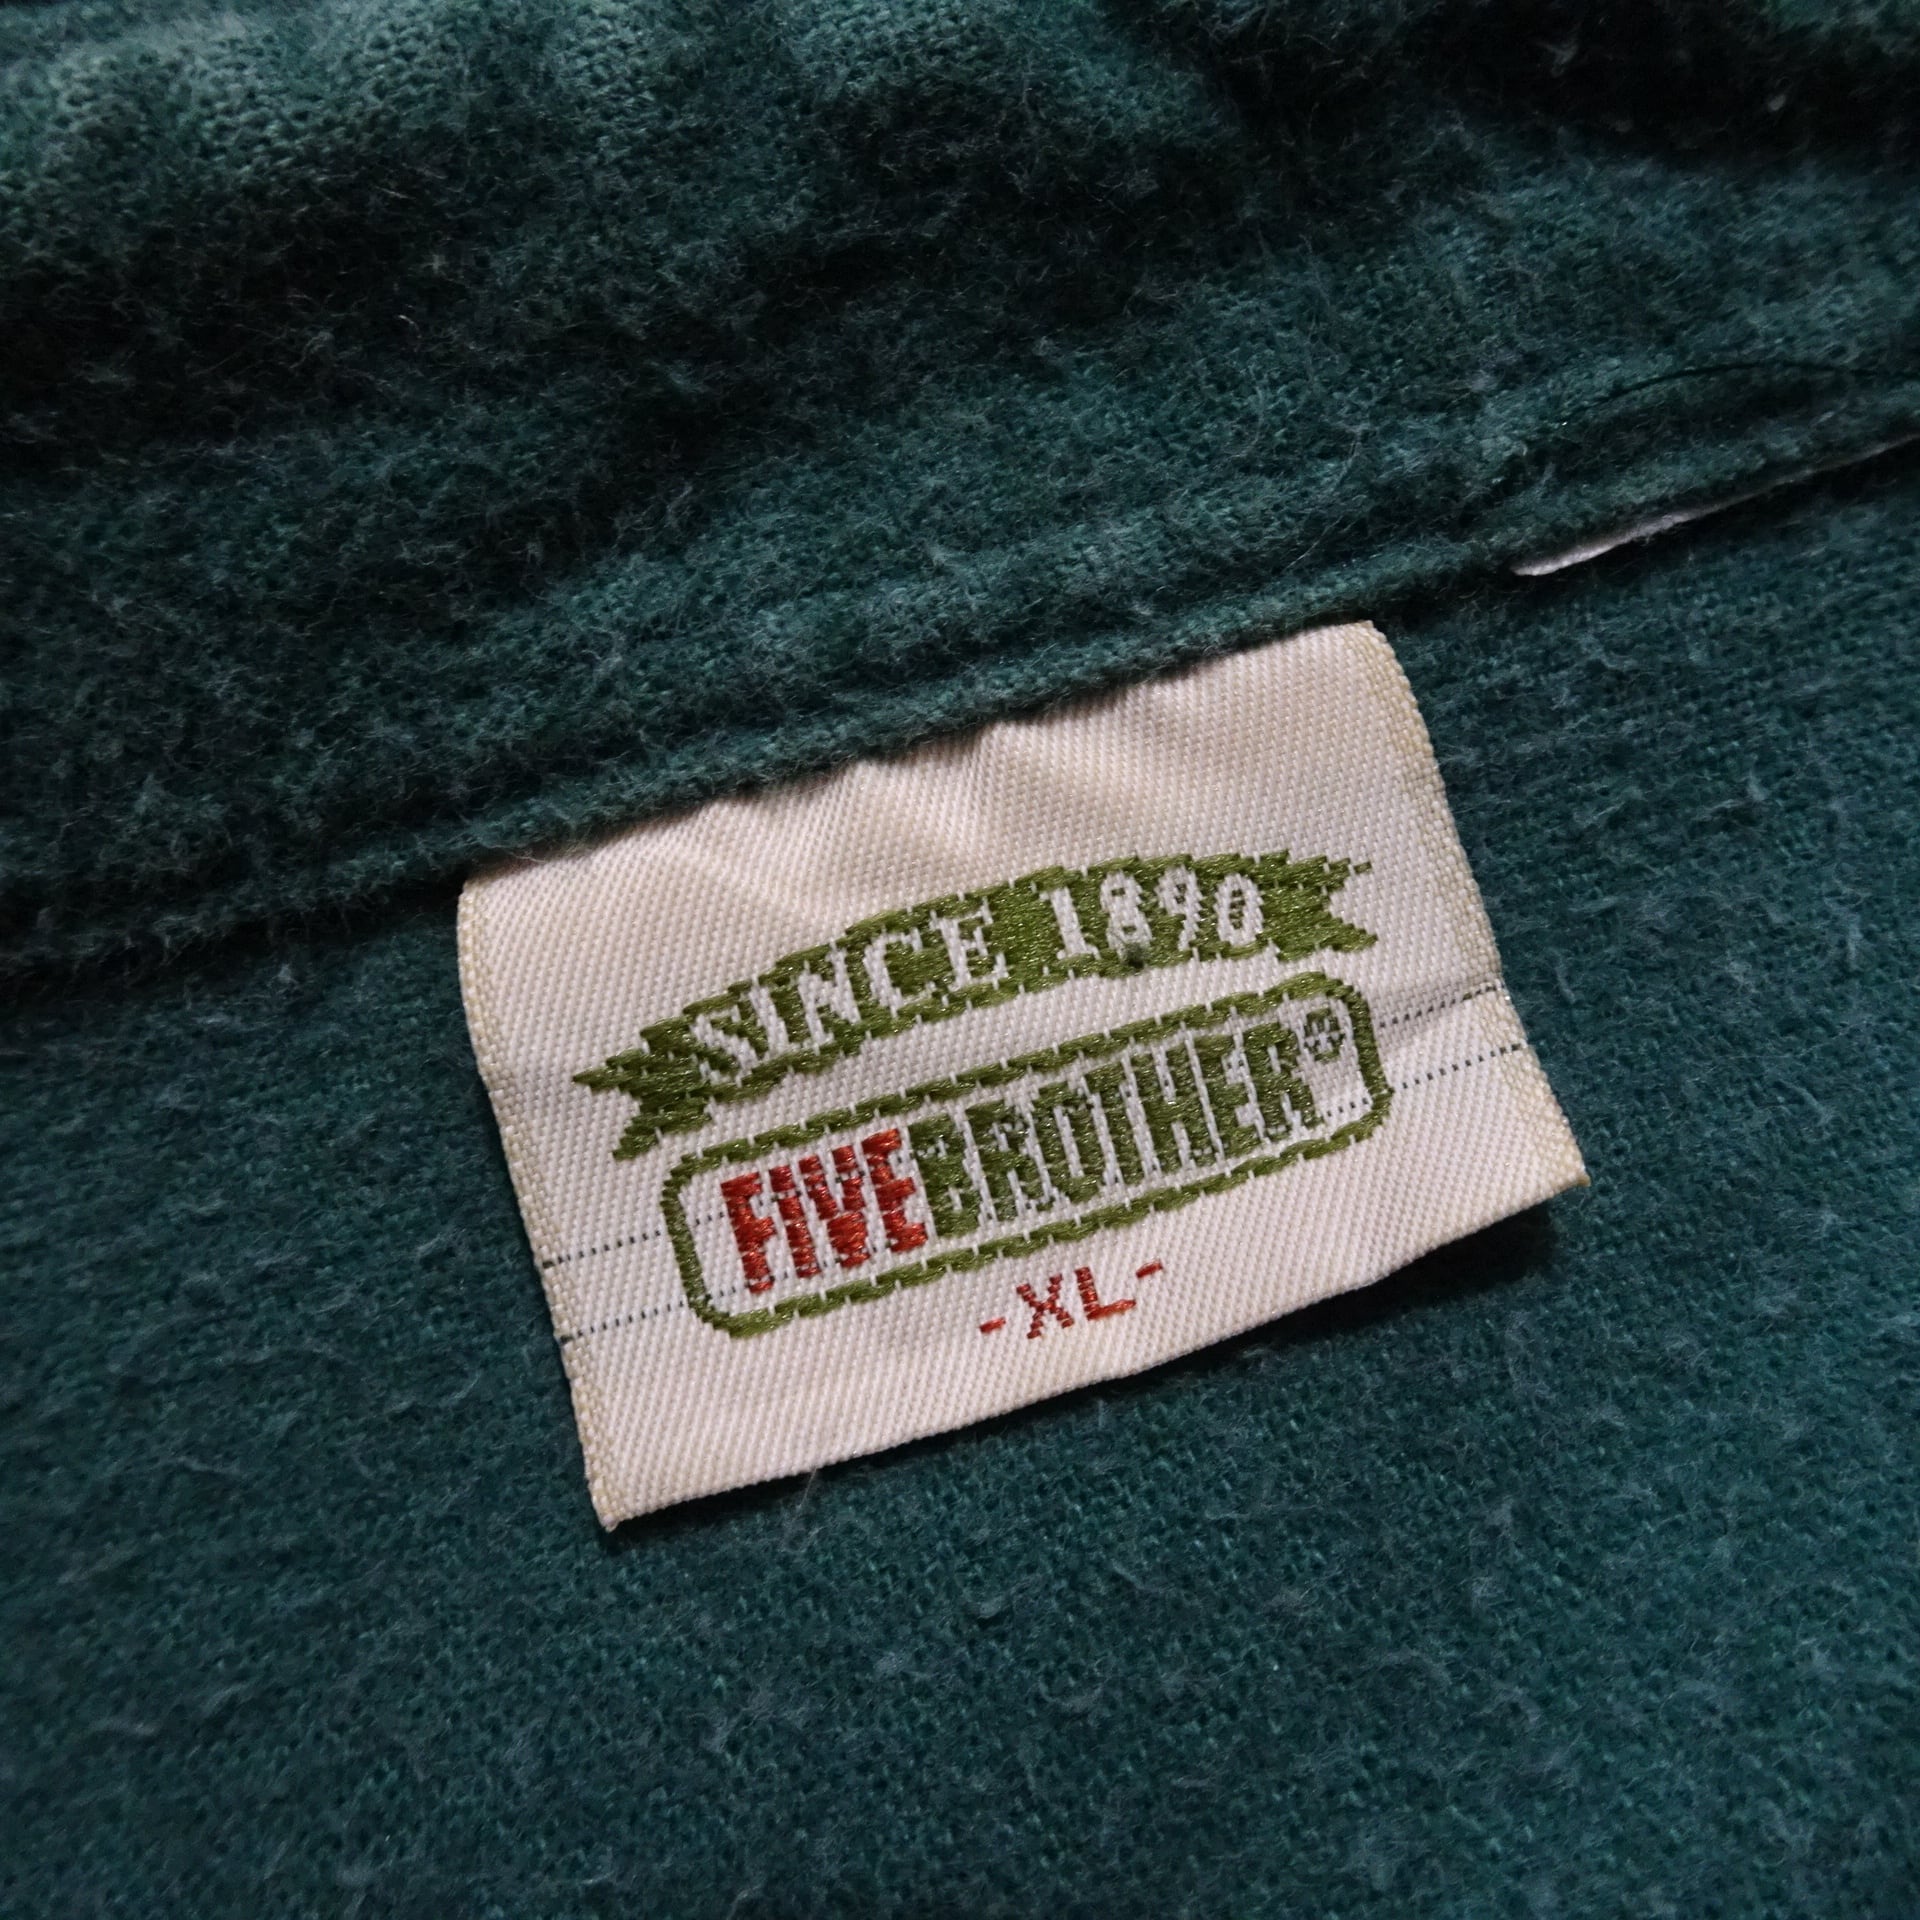 SINCE 1890
FIVEBROTHER®
-XL-